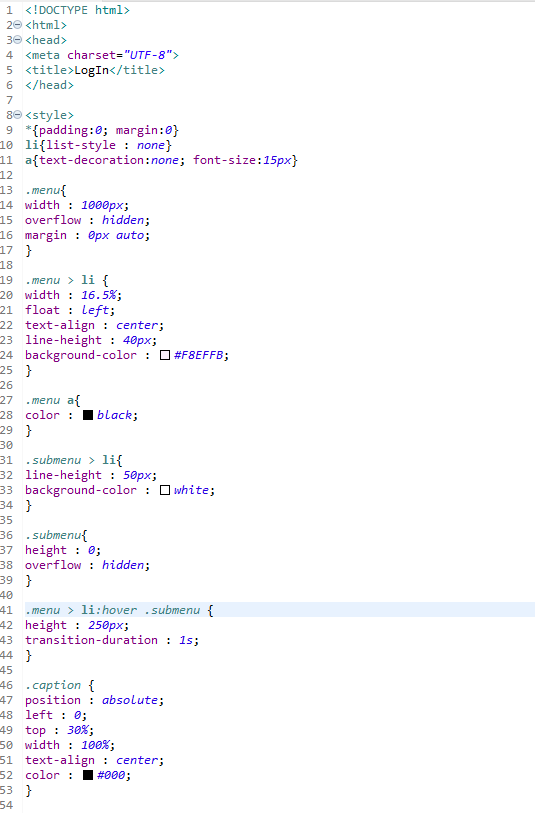 1 <!DOCTYPE html>
2 <html>
3 <head>
4 <meta charset="UTF-8">
5 <title>LogIn</title>
6 </head>
7
8 <style>
9 *{padding:0; margin:0}
10 li{list-style : none}
11 a{text-decoration:none; font-size:15px}
12
13 .menu{
14 width : 1000px;
15 overflow : hidden;
16 margin : 0px auto;
17 }
18
19 .menu > li {
20 width : 16.5%;
21 float : left;
22 text-align : center;
23 line-height : 40px;
24 background-color : #F8EFFB;
25 }
26
27 .menu a{
28 color : black;
29 }
30
31 .submenu > li{
32 line-height : 50px;
33 background-color : white;
34 }
35
36 .submenu{
37 height : 0;
38 overflow : hidden;
39 }
40
41 .menu > li:hover .submenu {
42 height : 250px;
43 transition-duration : 1s;
44 }
45
46 .caption {
47 position : absolute;
48 left : 0;
49 top : 30%;
50 width : 100%;
51 text-align : center;
52 color : #000;
53 }
54